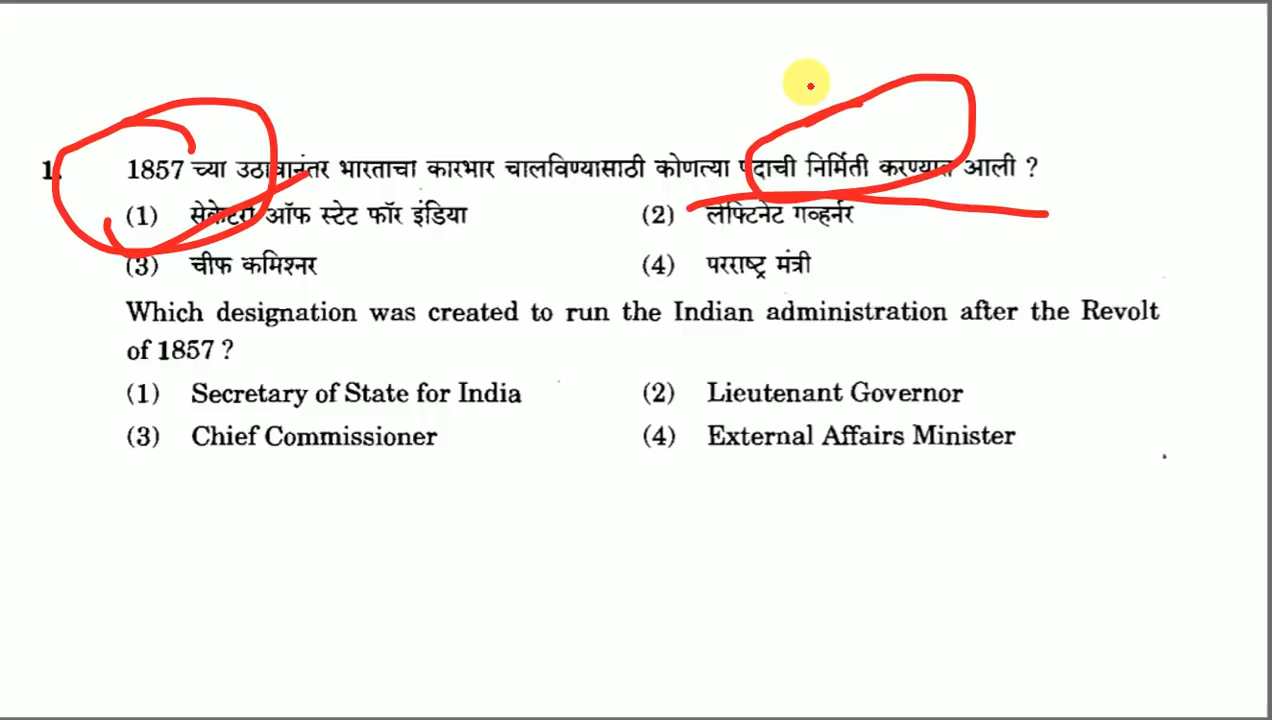 1. 1857 च्या उठावानंतर भारताचा कारभार चालविण्यासाठी कोणत्या पदाची निर्मिती करण्यात आली ?
(1) सेक्रेटरी ऑफ स्टेट फॉर इंडिया (2) लेफ्टिनेट गव्हर्नर
(3) चीफ कमिश्नर (4) परराष्ट्र मंत्री
Which designation was created to run the Indian administration after the Revolt
of 1857 ?
(1) Secretary of State for India (2) Lieutenant Governor
(3) Chief Commissioner (4) External Affairs Minister